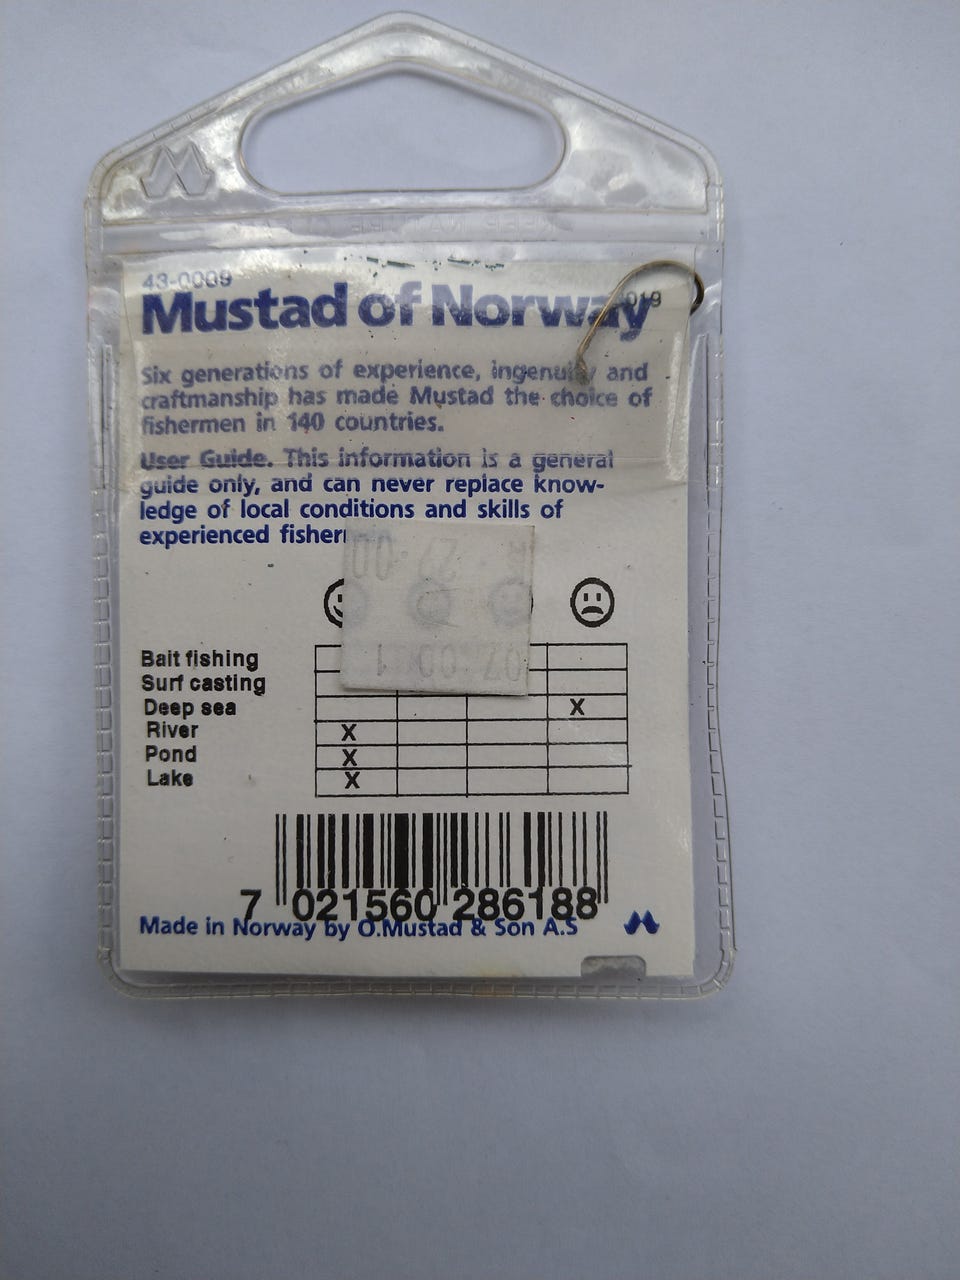 43-0009
Mustad of Norway
Six generations of experience, ingenuity and
craftmanship has made Mustad the choice of
fishermen in 140 countries.
User Guide. This information is a general
guide only, and can never replace know-
ledge of local conditions and skills of
experienced
Bait fishing
Surf casting
Deep sea X
River X
Pond X
Lake X
7 021560 286188
Made in Norway by O.Mustad & Son A.S